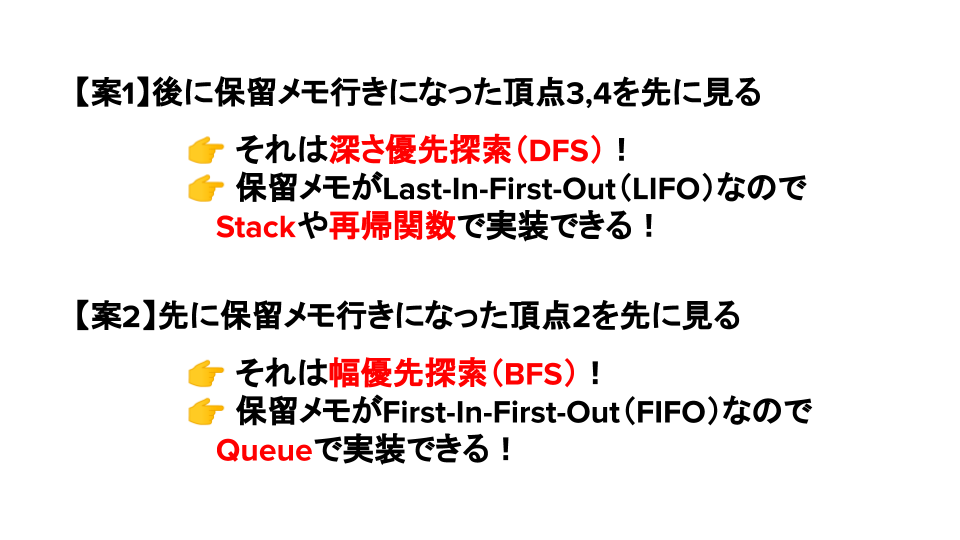 【案1】後に保留メモ行きになった頂点3,4を先に見る
👉 それは深さ優先探索（DFS）！
👉 保留メモがLast-In-First-Out（LIFO）なので
Stackや再帰関数で実装できる！
【案2】先に保留メモ行きになった頂点2を先に見る
👉 それは幅優先探索（BFS）！
👉 保留メモがFirst-In-First-Out（FIFO）なので
Queueで実装できる！